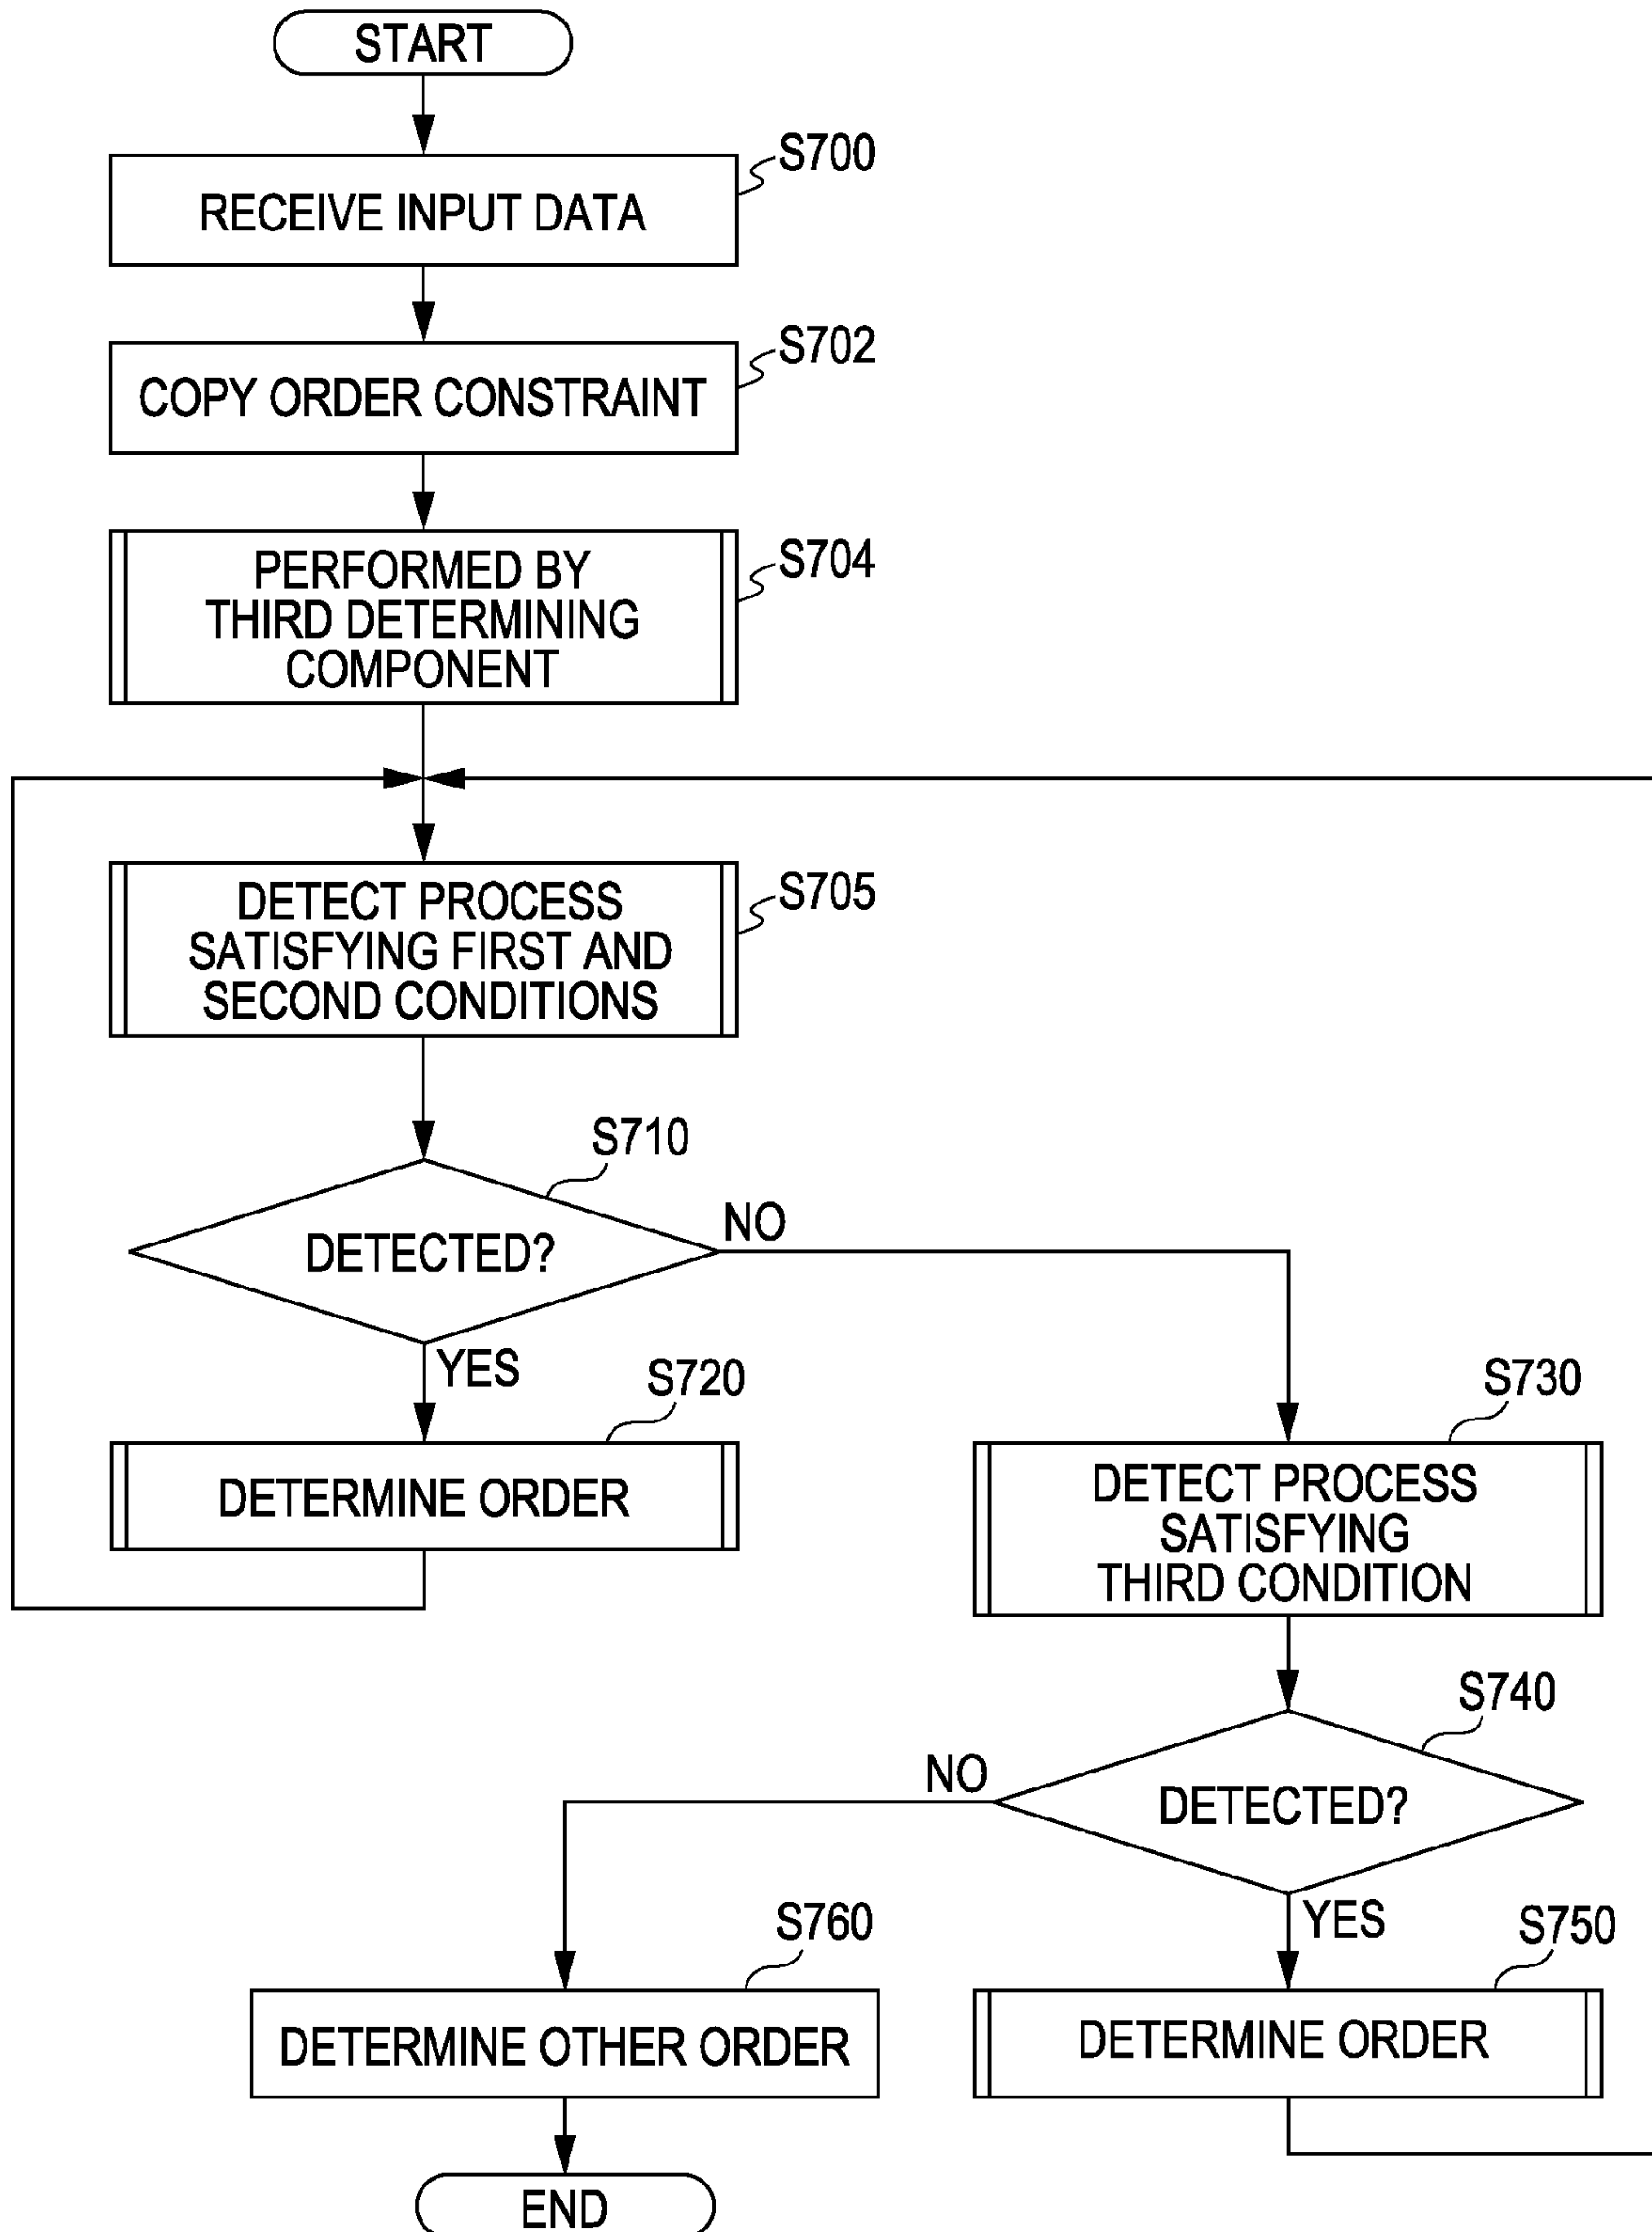 START
S700
RECEIVE INPUT DATA
S702
COPY ORDER CONSTRAINT
S704
PERFORMED BY
THIRD DETERMINING
COMPONENT
S705
DETECT PROCESS
SATISFYING FIRST AND
SECOND CONDITIONS
S710
DETECTED?
NO
YES
S720
DETERMINE ORDER
S730
DETECT PROCESS
SATISFYING
THIRD CONDITION
S740
DETECTED?
NO
YES
S760
DETERMINE OTHER ORDER
S750
DETERMINE ORDER
END